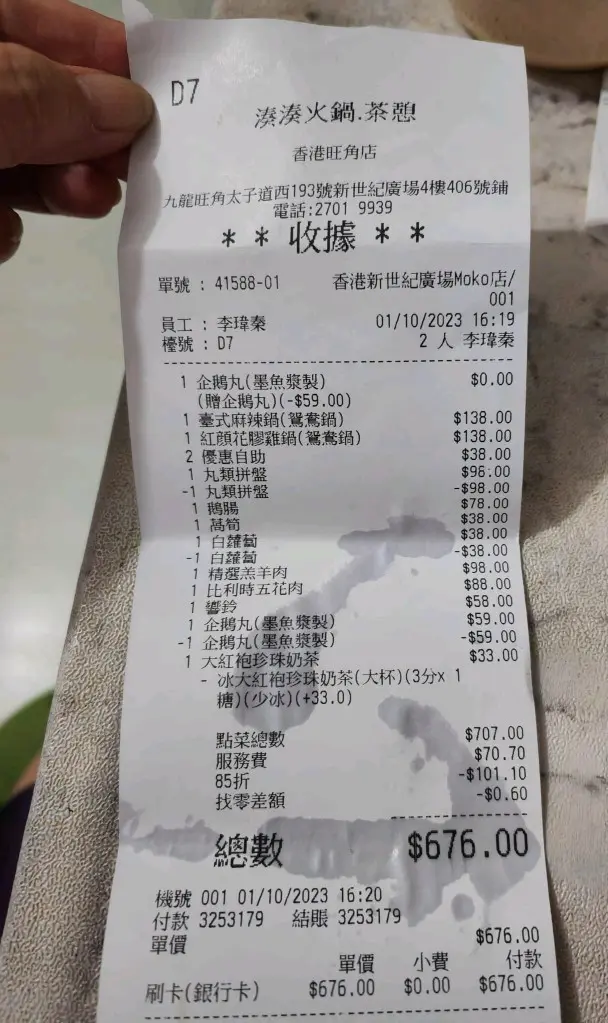 D7
湊湊火鍋.茶憩
香港旺角店
九龍旺角太子道西193號新世紀廣場4樓406號鋪
電話:2701 9939
* * 收據 * *
單號 : 41588-01 香港新世紀廣場Moko店/
001
員工 : 李瑋秦 01/10/2023 16:19
檯號 : D7 2 人 李瑋秦
1 企鵝丸(墨魚漿製) $0.00
(贈企鵝丸)(-$59.00)
1 臺式麻辣鍋(鴛鴦鍋) $138.00
1 紅顔花膠雞鍋(鴛鴦鍋) $138.00
2 優惠自助 $38.00
1 丸類拼盤 $96.00
-1 丸類拼盤 -$98.00
1 鵝腸 $78.00
1 萵筍 $38.00
1 白蘿蔔 $38.00
-1 白蘿蔔 -$38.00
1 精選羔羊肉 $98.00
1 比利時五花肉 $88.00
1 響鈴 $58.00
1 企鵝丸(墨魚漿製) $59.00
-1 企鵝丸(墨魚漿製) -$59.00
1 大紅袍珍珠奶茶 $33.00
- 冰大紅袍珍珠奶茶(大杯)(3分x 1
糖)(少冰)(+33.0)
點菜總數 $707.00
服務費 $70.70
85折 -$101.10
找零差額 -$0.60
總數 $676.00
機號 001 01/10/2023 16:20
付款 3253179 結賬 3253179
單價 $676.00
單價 小費 付款
刷卡(銀行卡) $676.00 $0.00 $676.00